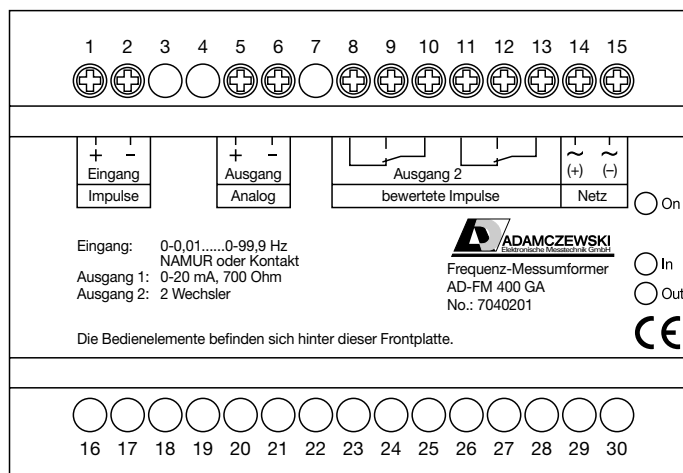 1 2 3 4 5 6 7 8 9 10 11 12 13 14 15
+ − + − ~ ~
(+) (−)
Eingang Ausgang Ausgang 2
Impulse Analog bewertete Impulse Netz
On
Eingang: 0-0,01......0-99,9 Hz
NAMUR oder Kontakt
Ausgang 1: 0-20 mA, 700 Ohm
Ausgang 2: 2 Wechsler
ADAMCZEWSKI
Elektronische Messtechnik GmbH
Frequenz-Messumformer
AD-FM 400 GA
No.: 7040201
In
Out
CE
Die Bedienelemente befinden sich hinter dieser Frontplatte.
16 17 18 19 20 21 22 23 24 25 26 27 28 29 30